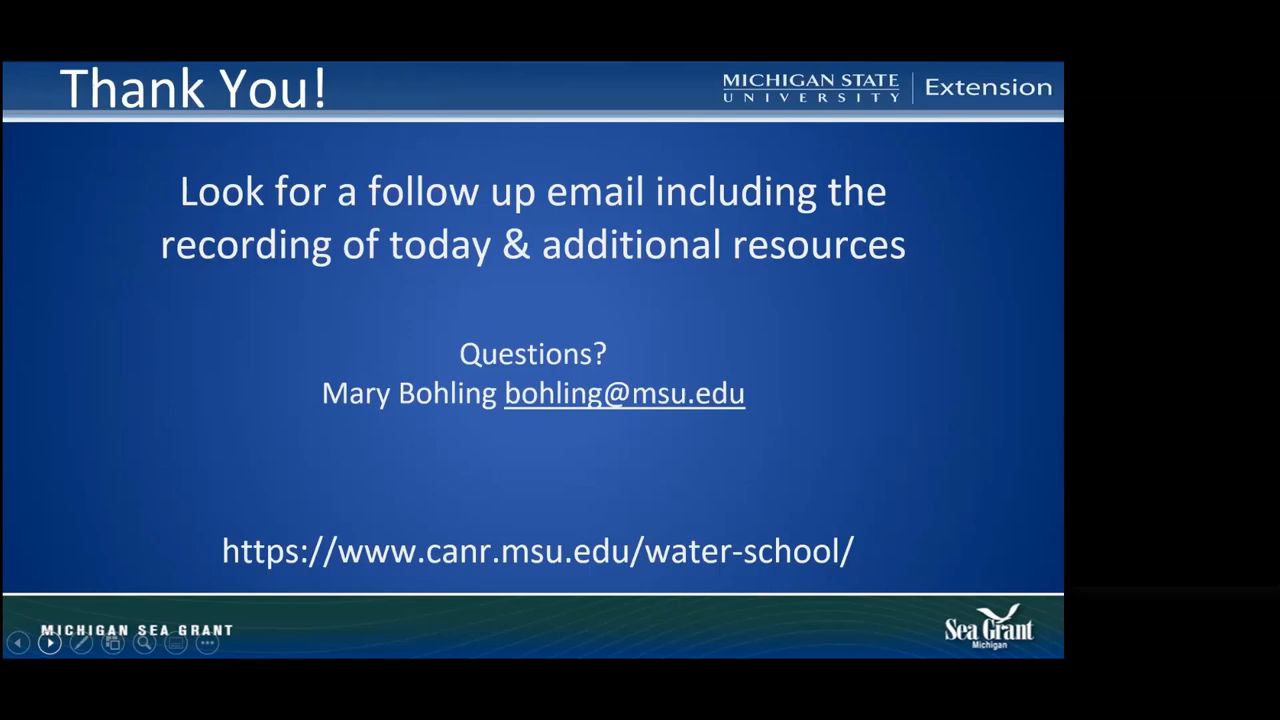 Thank You!
MICHIGAN STATE
UNIVERSITY
Extension
Look for a follow up email including the
recording of today & additional resources
Questions?
Mary Bohling bohling@msu.edu
https://www.canr.msu.edu/water-school/
MICHIGAN SEA GRANT
Sea Grant
Michigan